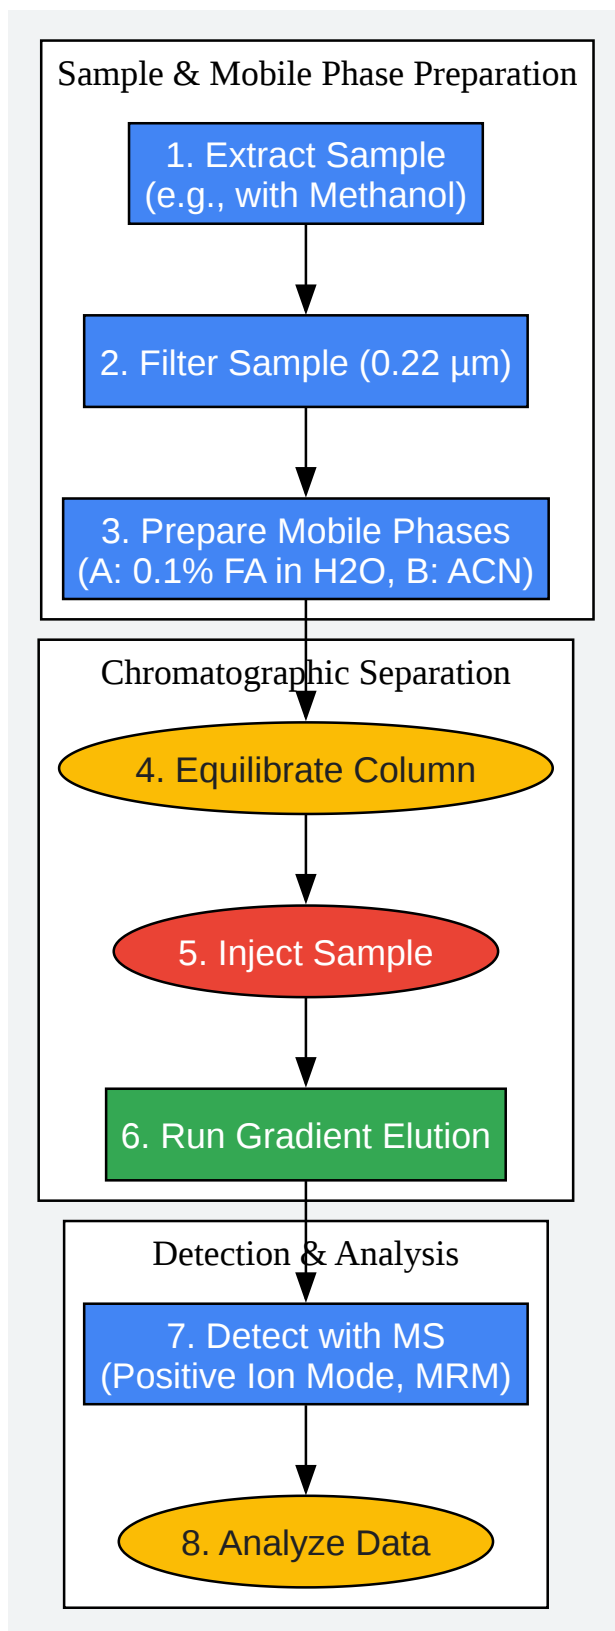 Sample & Mobile Phase Preparation
1. Extract Sample
(e.g., with Methanol)
2. Filter Sample (0.22 µm)
3. Prepare Mobile Phases
(A: 0.1% FA in H2O, B: ACN)
Chromatographic Separation
4. Equilibrate Column
5. Inject Sample
6. Run Gradient Elution
Detection & Analysis
7. Detect with MS
(Positive Ion Mode, MRM)
8. Analyze Data